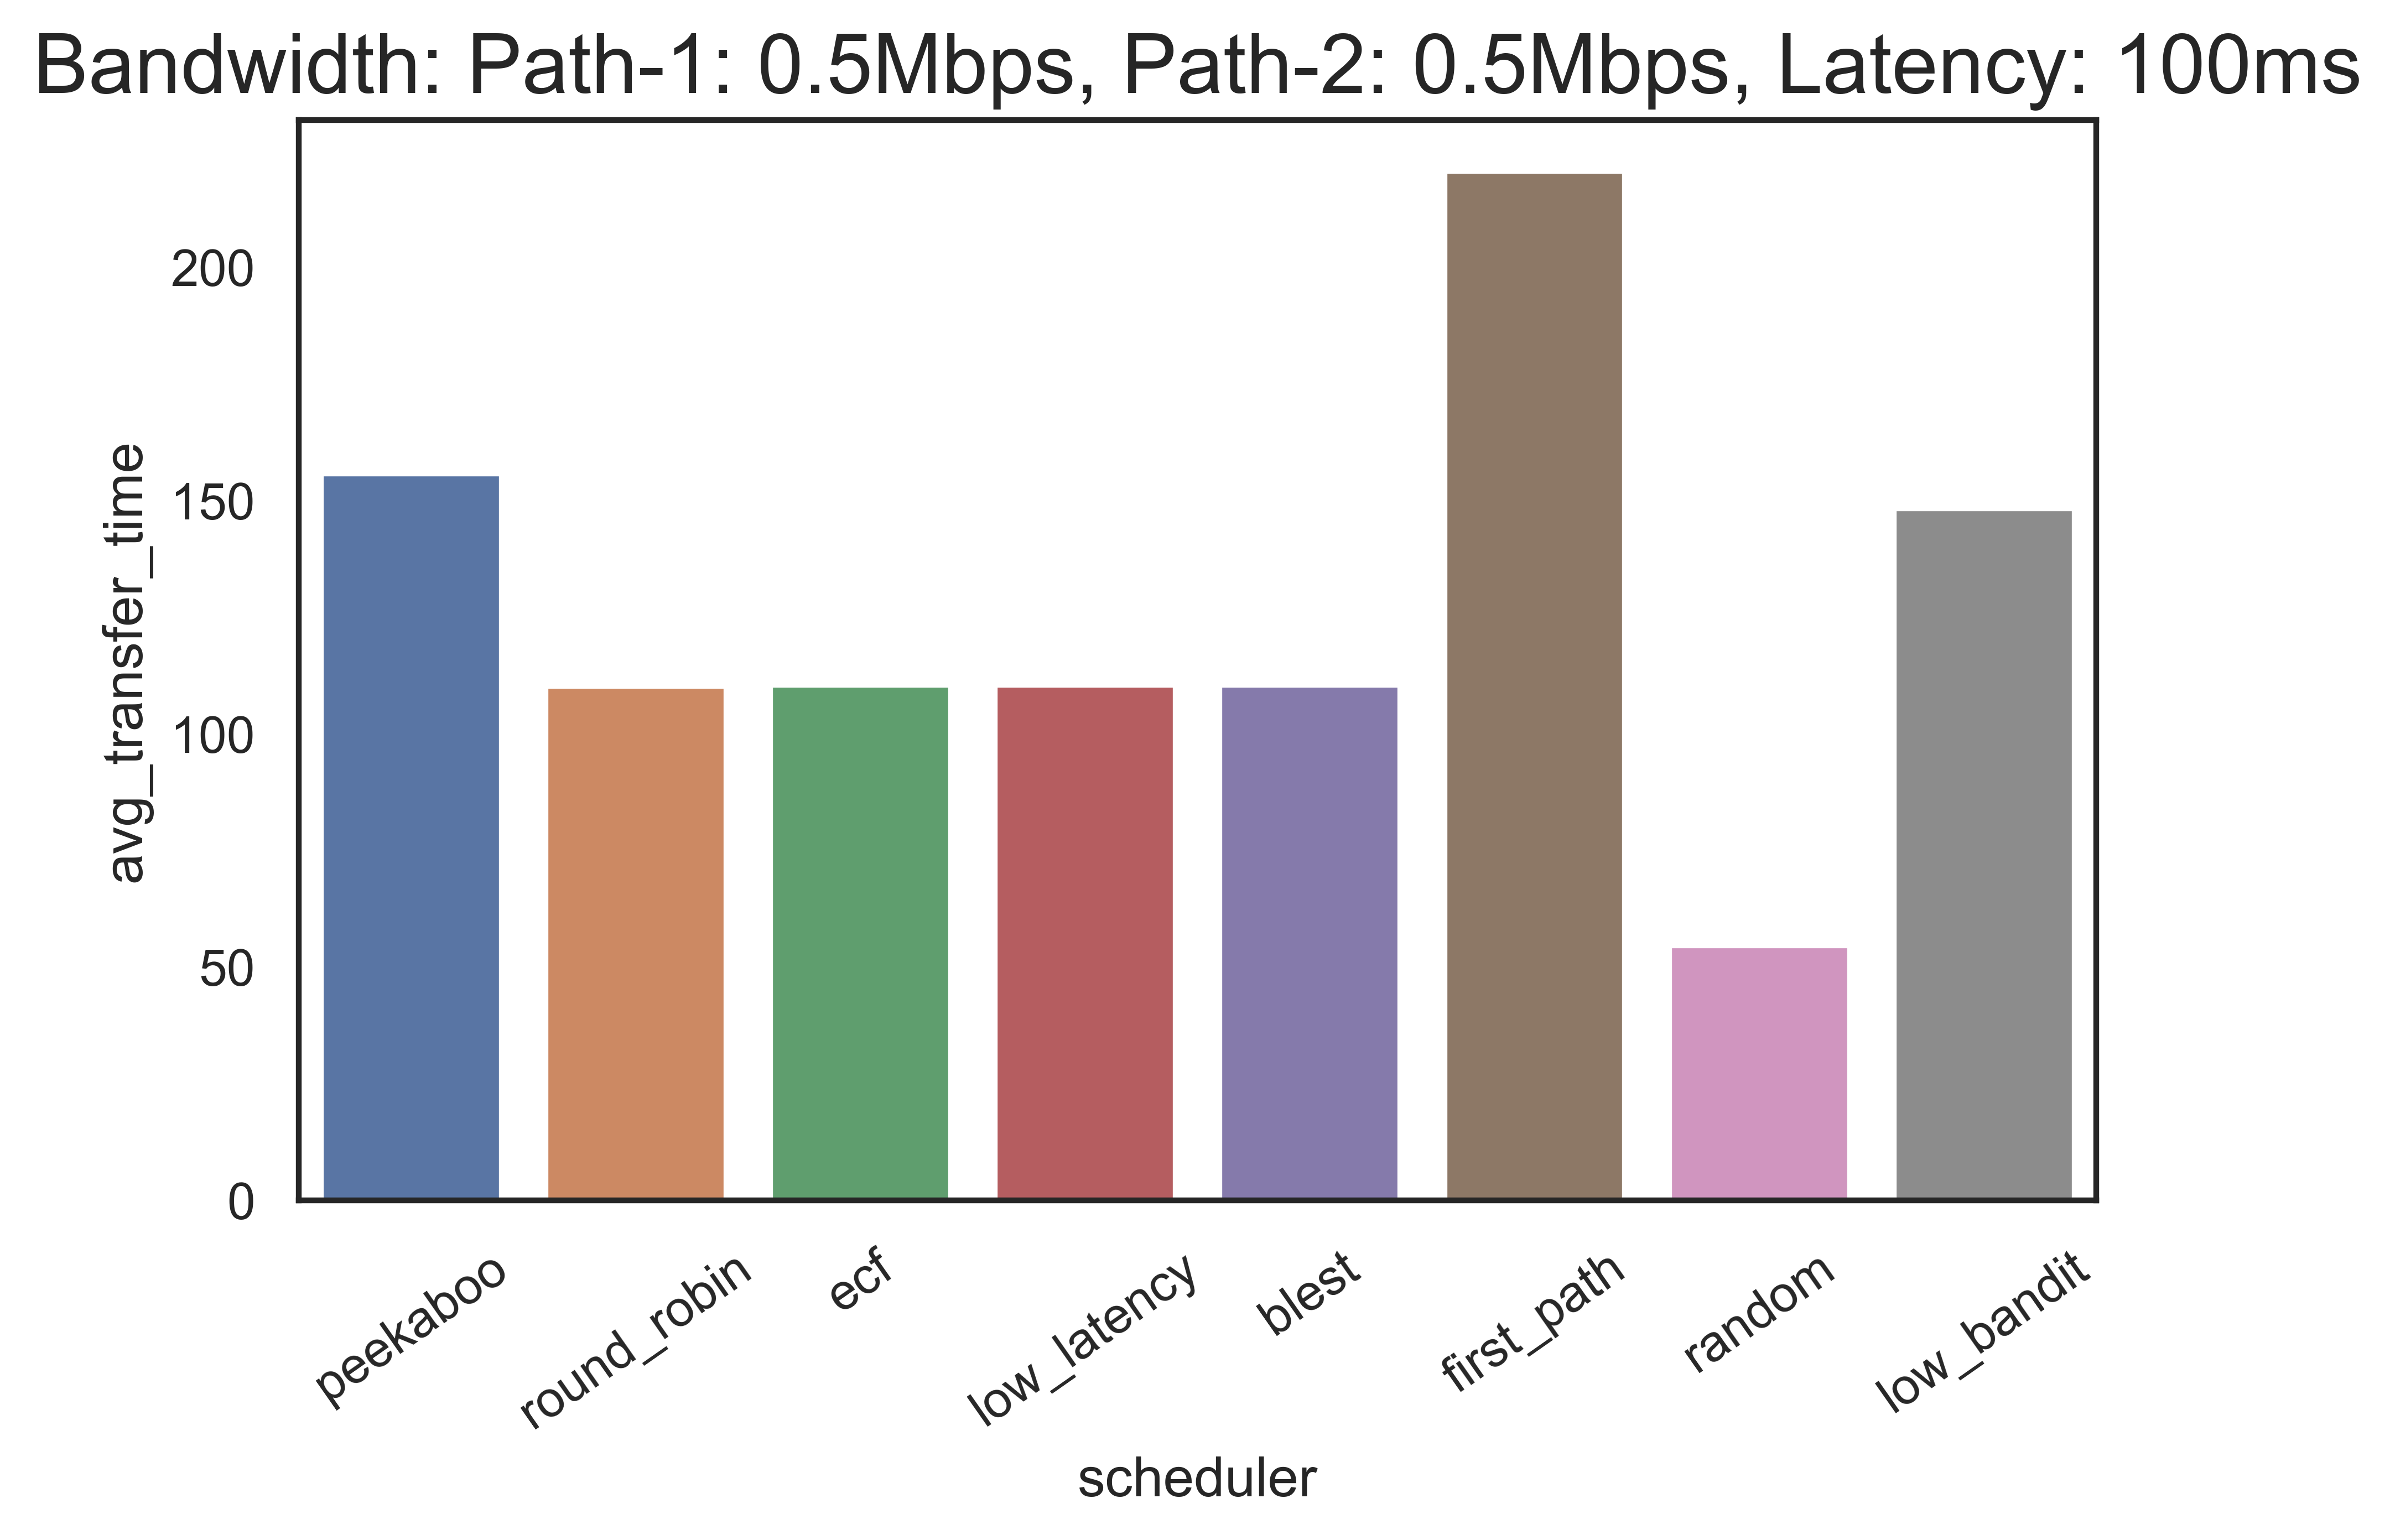 Bandwidth: Path-1: 0.5Mbps, Path-2: 0.5Mbps, Latency: 100ms
avg_transfer_time
200
150
100
50
0
peekaboo
round_robin
ecf
low_latency
blest
first_path
random
low_bandit
scheduler